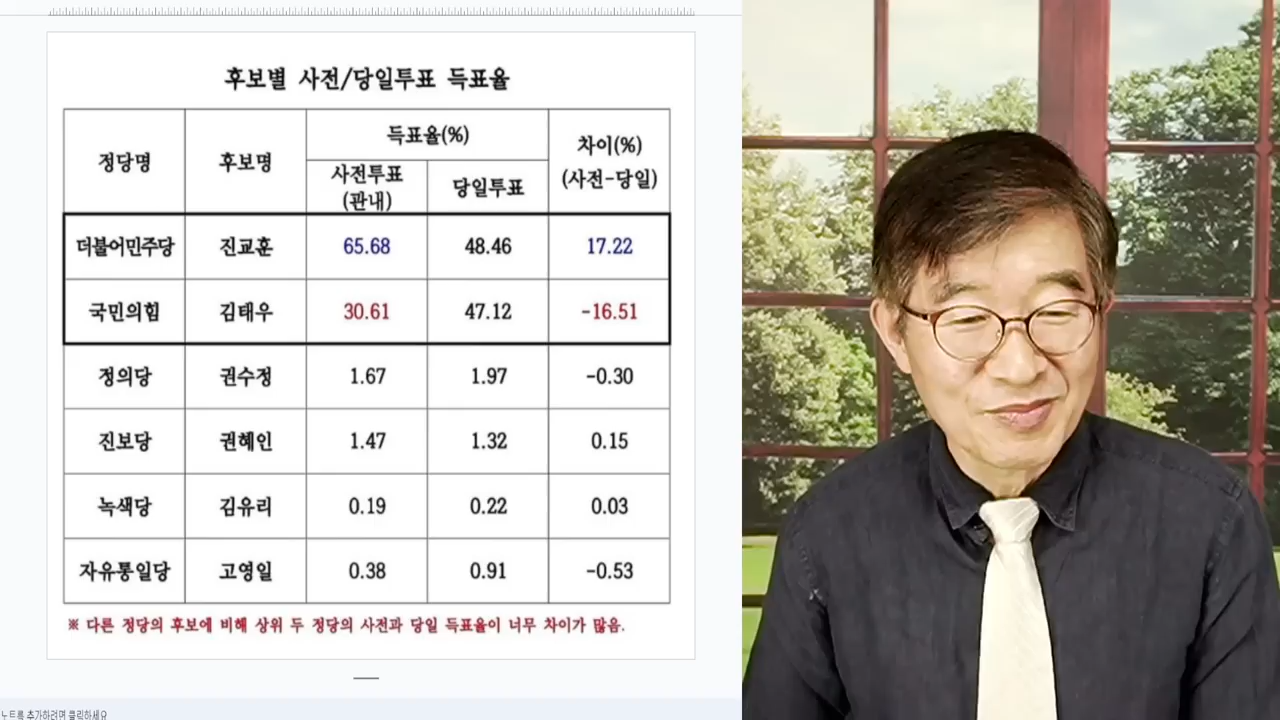 후보별 사전/당일투표 득표율
정당명 후보명 득표율(%) 차이(%)
(사전-당일)
사전투표
(관내) 당일투표
더불어민주당 진교훈 65.68 48.46 17.22
국민의힘 김태우 30.61 47.12 -16.51
정의당 권수정 1.67 1.97 -0.30
진보당 권혜인 1.47 1.32 0.15
녹색당 김유리 0.19 0.22 0.03
자유통일당 고영일 0.38 0.91 -0.53
※ 다른 정당의 후보에 비해 상위 두 정당의 사전과 당일 득표율이 너무 차이가 많음.
노트를 추가하려면 클릭하세요